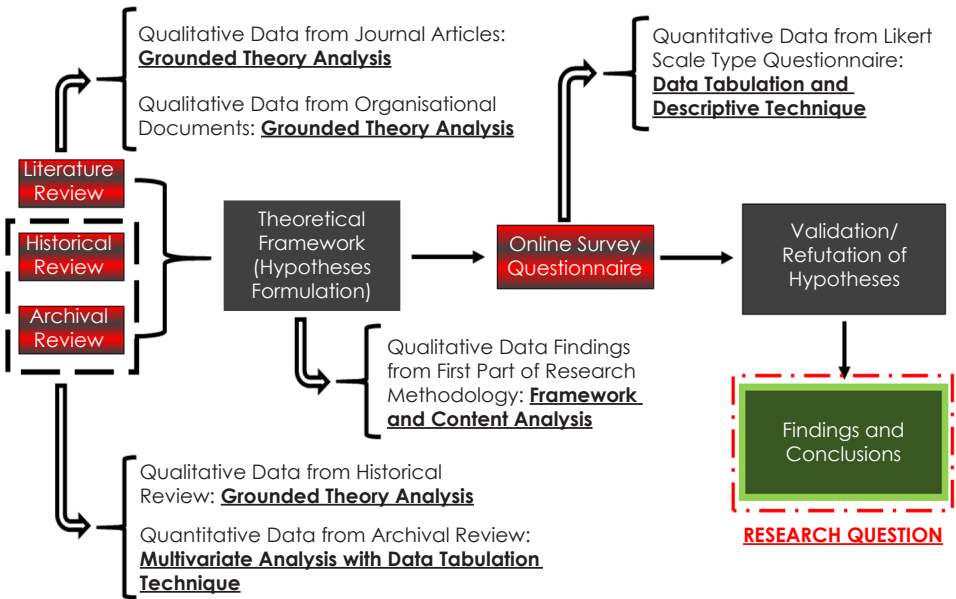 Qualitative Data from Journal Articles:
Grounded Theory Analysis
Qualitative Data from Organisational
Documents: Grounded Theory Analysis
Quantitative Data from Likert
Scale Type Questionnaire:
Data Tabulation and
Descriptive Technique
Literature
Review
Historical
Review
Archival
Review
Theoretical
Framework
(Hypotheses
Formulation)
Online Survey
Questionnaire
Validation/
Refutation of
Hypotheses
Qualitative Data Findings
from First Part of Research
Methodology: Framework
and Content Analysis
Findings and
Conclusions
RESEARCH QUESTION
Qualitative Data from Historical
Review: Grounded Theory Analysis
Quantitative Data from Archival Review:
Multivariate Analysis with Data Tabulation
Technique